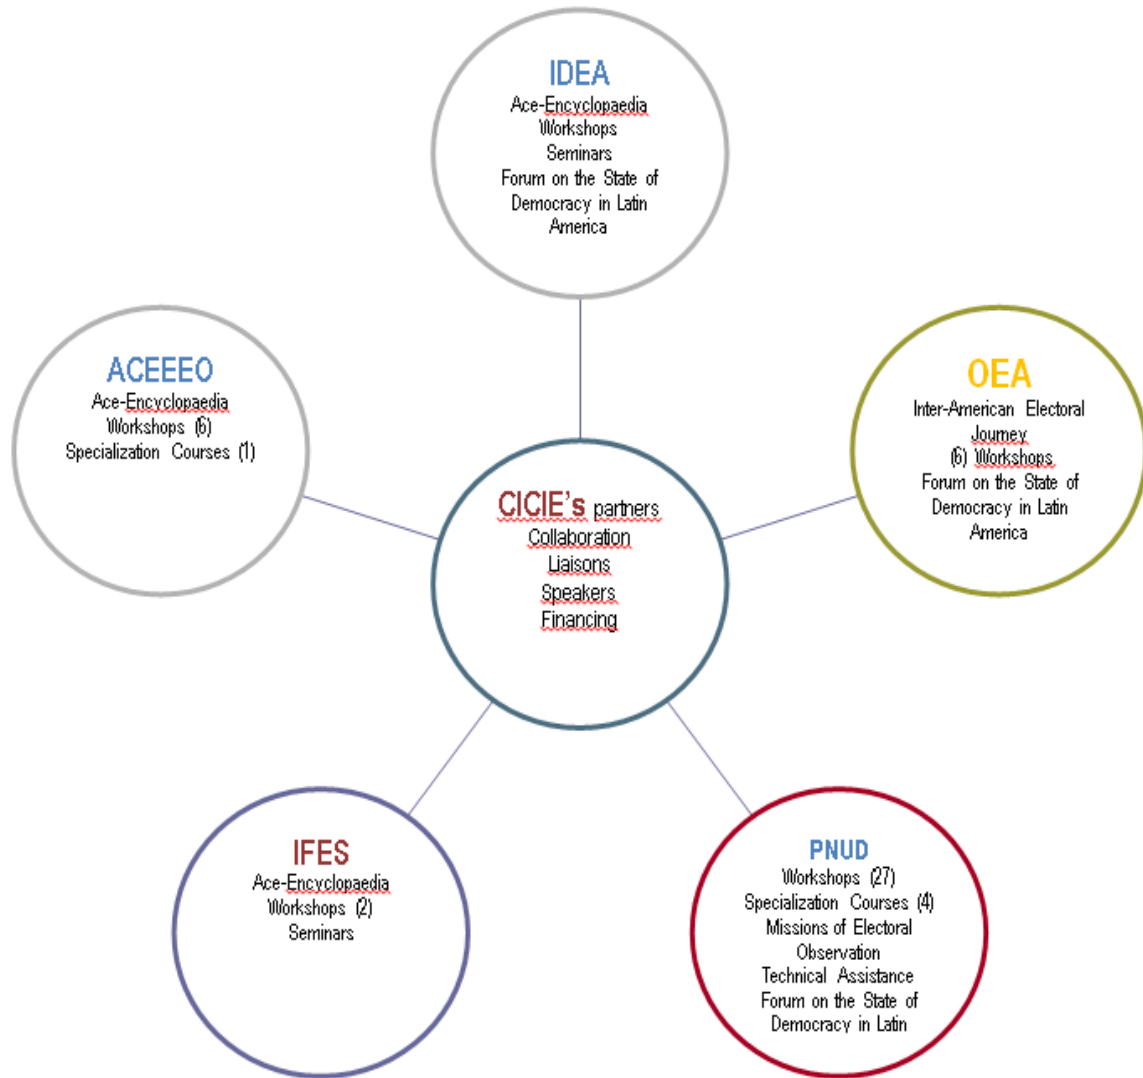 IDEA
Ace-Encyclopaedia
Workshops
Seminars
Forum on the State of
Democracy in Latin
America
ACEEEO
Ace-Encyclopaedia
Workshops (6)
Specialization Courses (1)
OEA
Inter-American Electoral
Journey
(6) Workshops
Forum on the State of
Democracy in Latin
America
CICIE's partners
Collaboration
Liaisons
Speakers
Financing
IFES
Ace-Encyclopaedia
Workshops (2)
Seminars
PNUD
Workshops (27)
Specialization Courses (4)
Missions of Electoral
Observation
Technical Assistance
Forum on the State of
Democracy in Latin